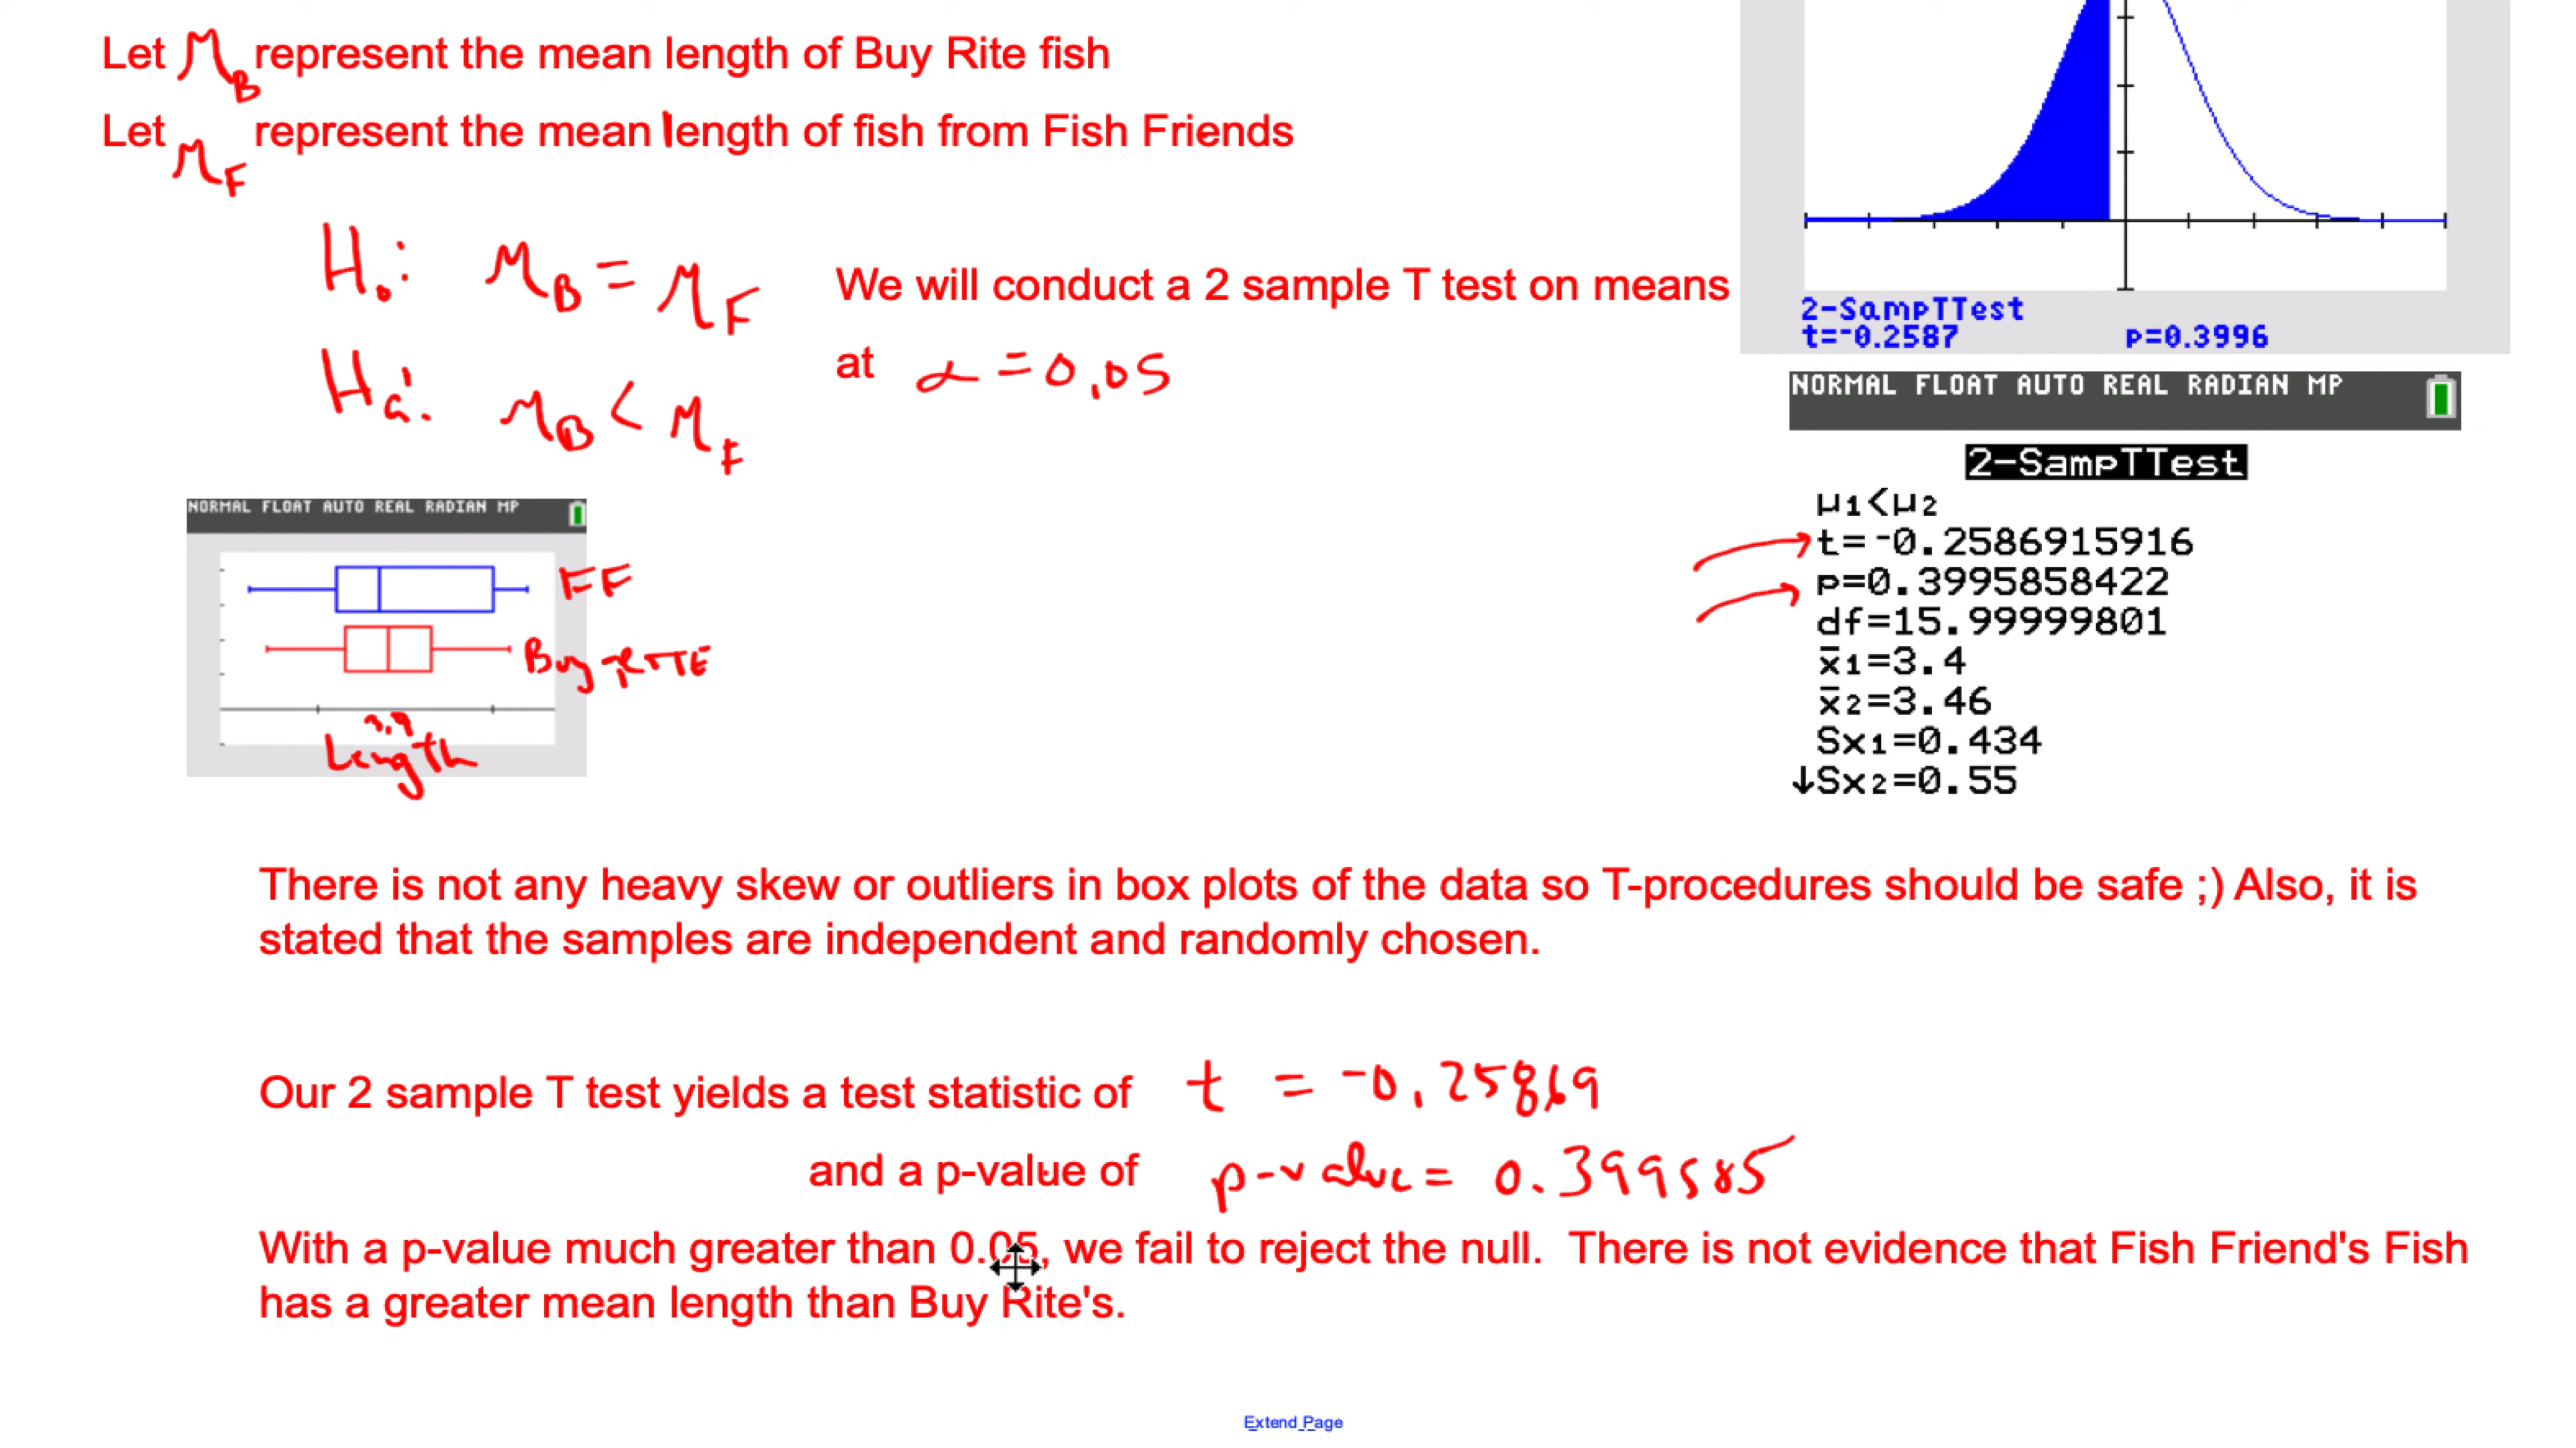 Let μB represent the mean length of Buy Rite fish
Let μF represent the mean length of fish from Fish Friends
H₀: μB = μF
We will conduct a 2 sample T test on means
Ha: μB < μF
at α = 0.05
2-SampTTest
t=-0.2587 p=0.3996
NORMAL FLOAT AUTO REAL RADIAN MP
2-SampTTest
μ1<μ2
t=-0.2586915916
p=0.3995858422
df=15.99999801
x̄1=3.4
x̄2=3.46
Sx1=0.434
↓Sx2=0.55
NORMAL FLOAT AUTO REAL RADIAN MP
FF
Buy RITE
Length
There is not any heavy skew or outliers in box plots of the data so T-procedures should be safe ;) Also, it is
stated that the samples are independent and randomly chosen.
Our 2 sample T test yields a test statistic of t = -0.25869
and a p-value of p-value = 0.399585
With a p-value much greater than 0.05, we fail to reject the null. There is not evidence that Fish Friend's Fish
has a greater mean length than Buy Rite's.
Extend Page